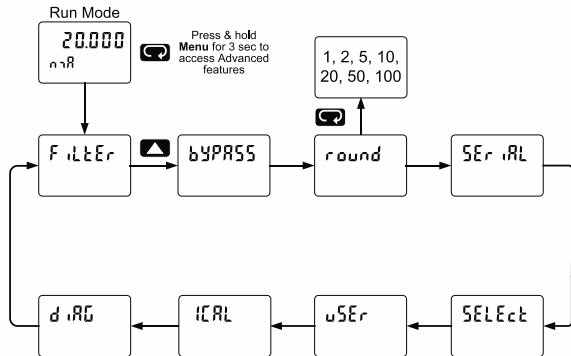 Run Mode
20.000
mA
Press & hold
Menu for 3 sec to
access Advanced
features
1, 2, 5, 10,
20, 50, 100
FiLtEr
bYPASS
round
SEriAL
diAG
ICAL
uSEr
SELEct